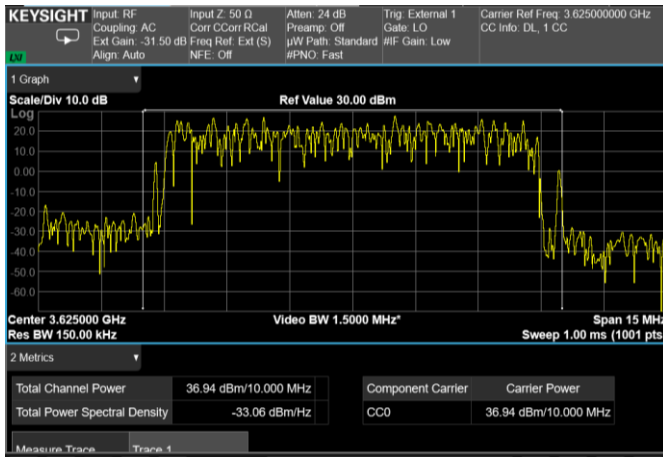 KEYSIGHT Input: RF Input Z: 50 Ω Atten: 24 dB Trig: External 1 Carrier Ref Freq: 3.625000000 GHz
Coupling: AC Corr CCorr RCal Preamp: Off Gate: LO CC Info: DL, 1 CC
Ext Gain: -31.50 dB Freq Ref: Ext (S) µW Path: Standard #IF Gain: Low
LXI Align: Auto NFE: Off #PNO: Fast
1 Graph
Scale/Div 10.0 dB Ref Value 30.00 dBm
Log
20.0
10.0
0.00
-10.0
-20.0
-30.0
-40.0
-50.0
-60.0
Center 3.625000 GHz Video BW 1.5000 MHz* Span 15 MHz
Res BW 150.00 kHz Sweep 1.00 ms (1001 pts
2 Metrics
Total Channel Power 36.94 dBm/10.000 MHz Component Carrier Carrier Power
Total Power Spectral Density -33.06 dBm/Hz CC0 36.94 dBm/10.000 MHz
Measure Trace Trace 1